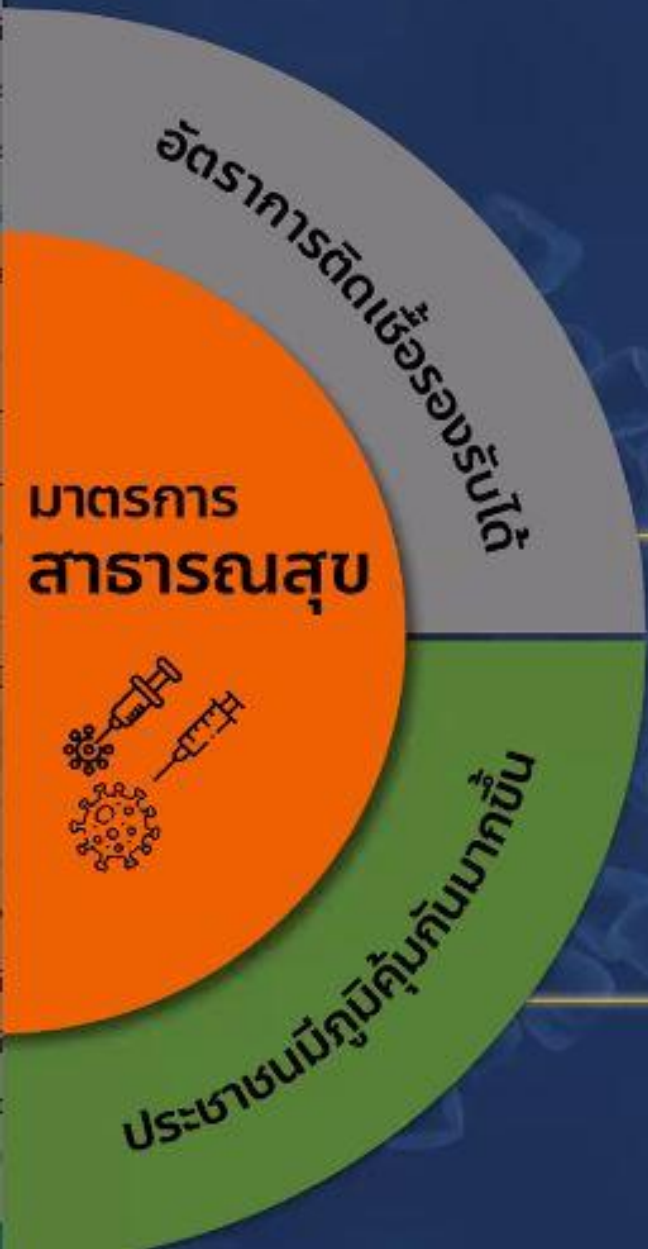 อัตราการติดเชื้อรองรับได้
มาตรการ
สาธารณสุข
ประชาชนมีภูมิคุ้มกันมากขึ้น